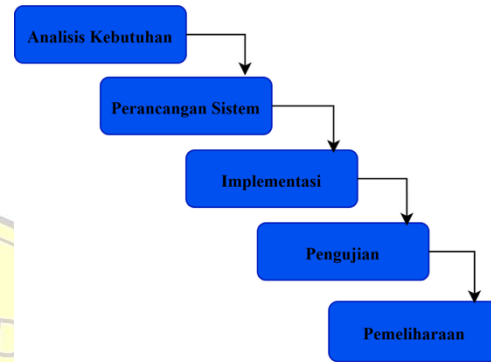 Analisis Kebutuhan
Perancangan Sistem
Implementasi
Pengujian
Pemeliharaan